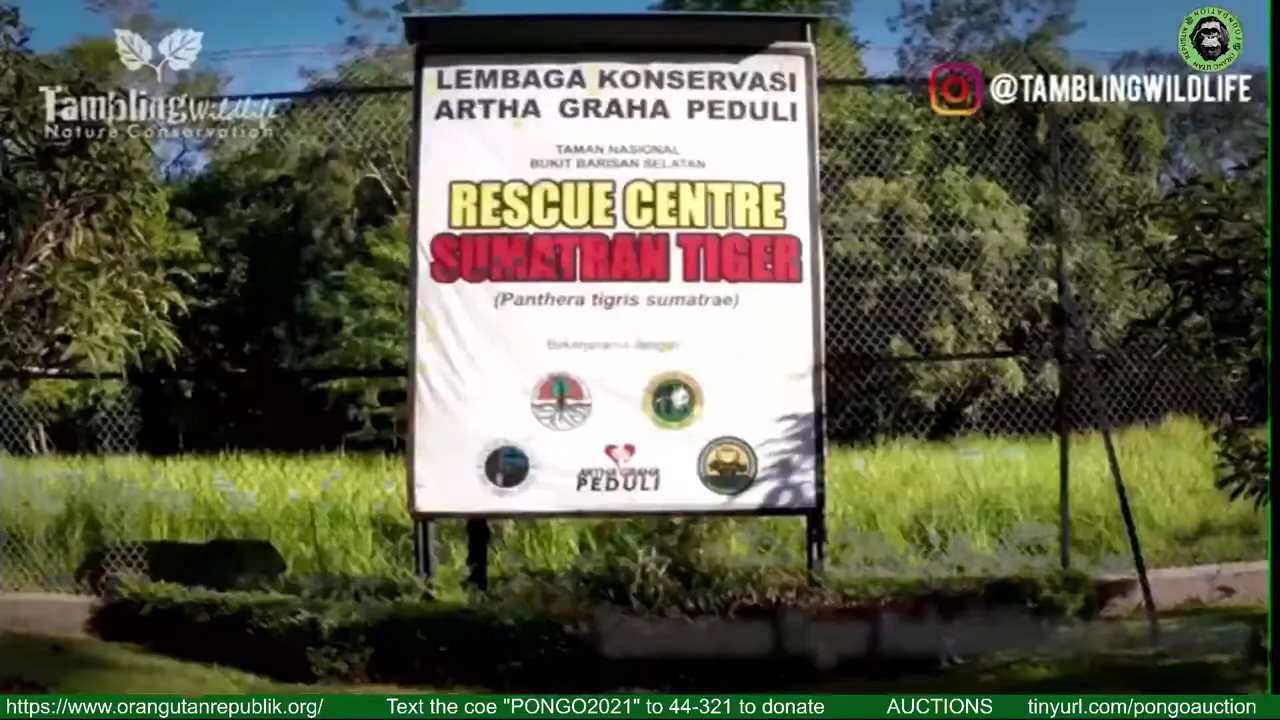 Tambling Wildlife
Nature Conservation
@TAMBLINGWILDLIFE
LEMBAGA KONSERVASI
ARTHA GRAHA PEDULI
TAMAN NASIONAL
BUKIT BARISAN SELATAN
RESCUE CENTRE
SUMATRAN TIGER
(Panthera tigris sumatrae)
ARTHA GRAHA
PEDULI
https://www.orangutanrepublik.org/
Text the coe "PONGO2021" to 44-321 to donate
AUCTIONS
tinyurl.com/pongoauction